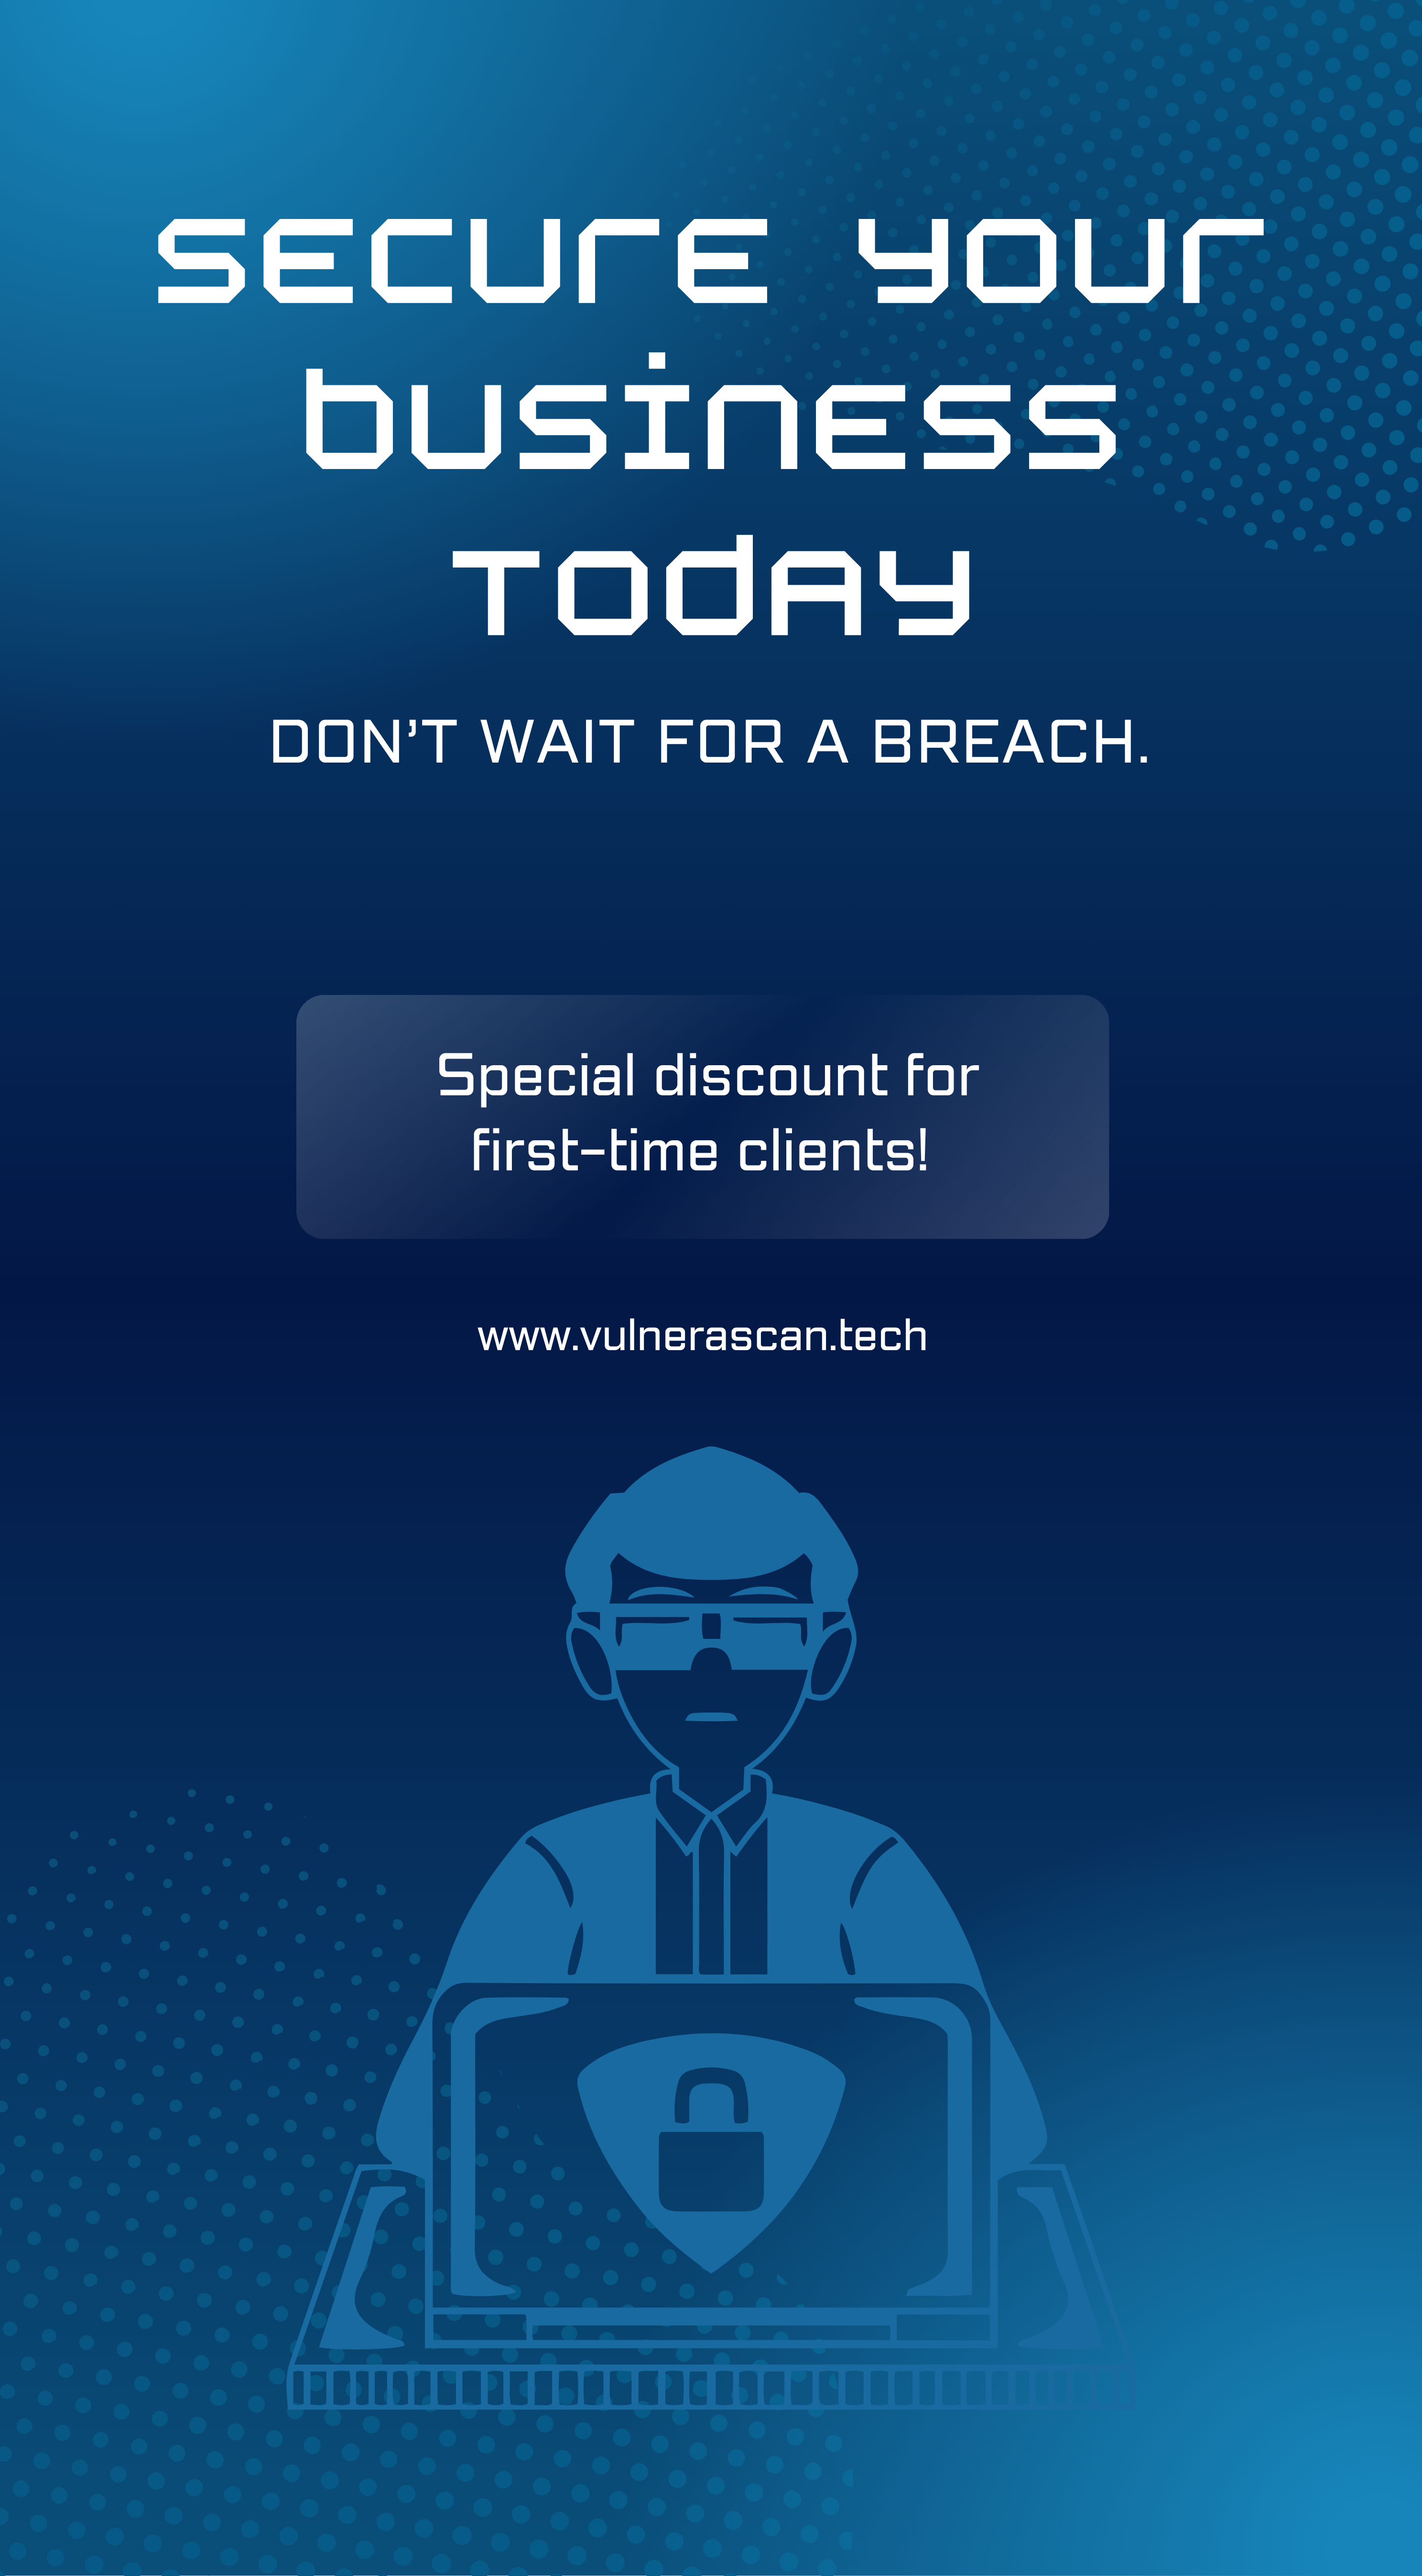 SECURE YOUR
business
TODAY
DON'T WAIT FOR A BREACH.
Special discount for
first-time clients!
www.vulnerascan.tech